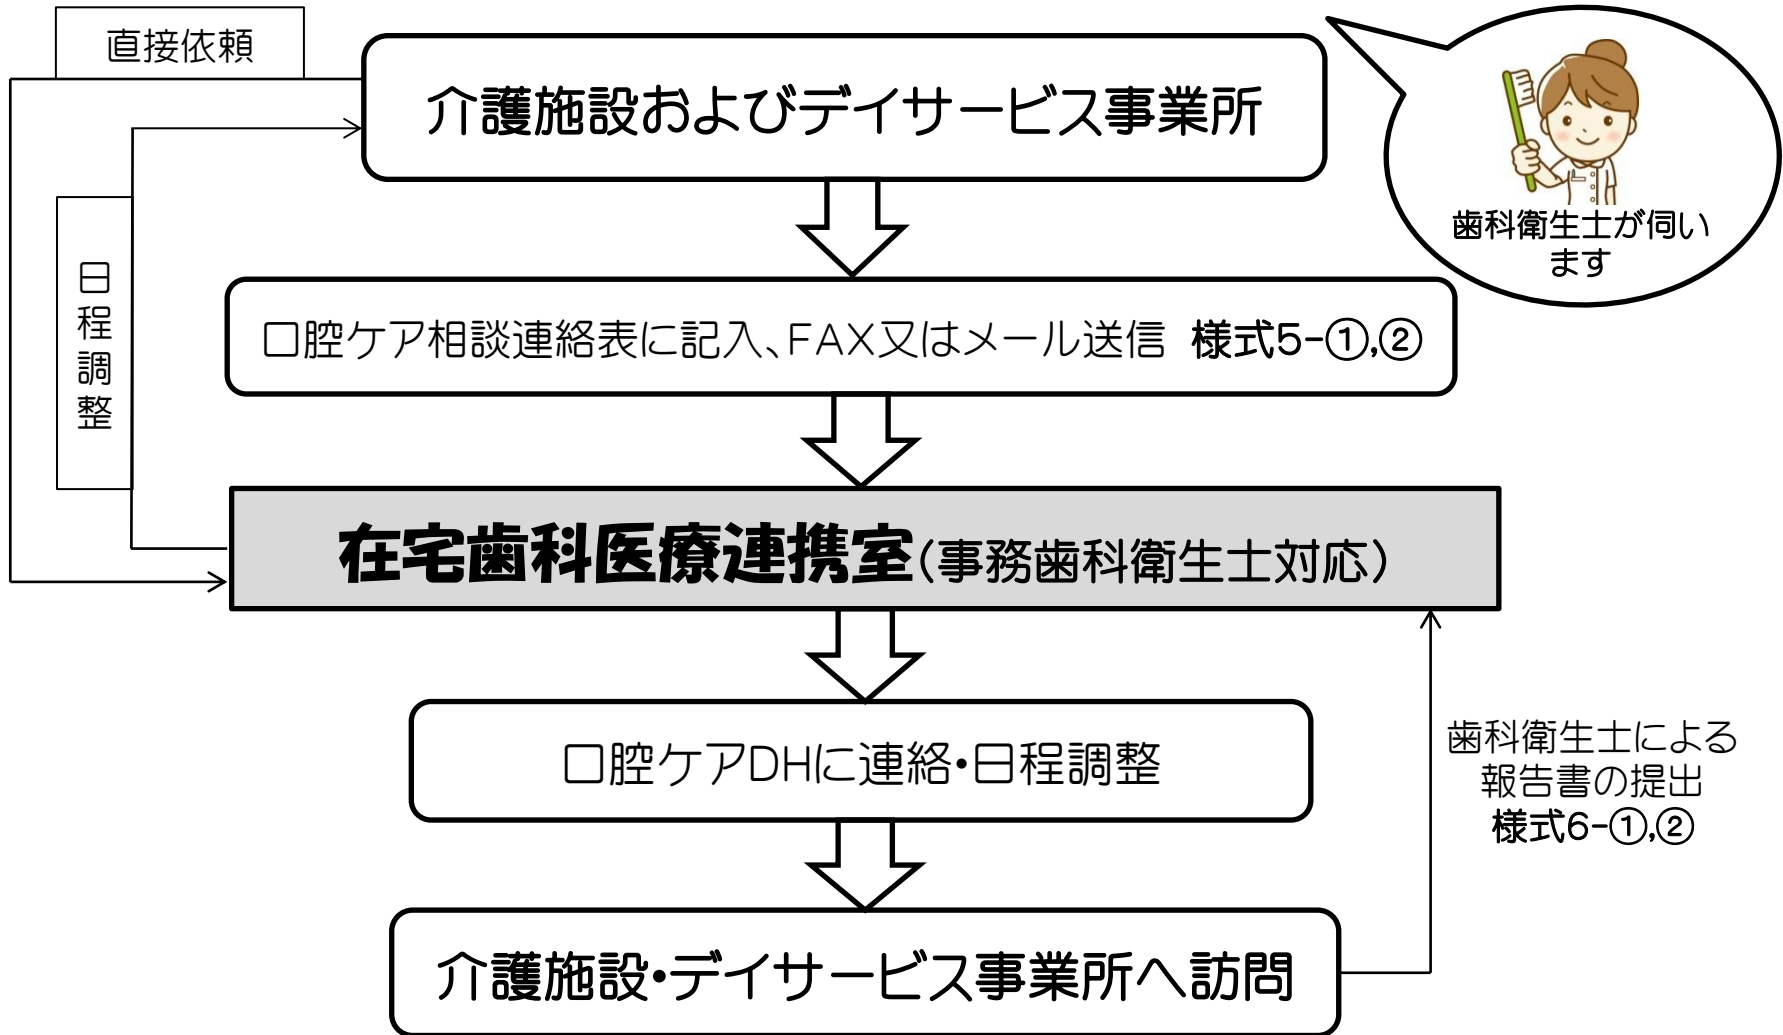 直接依頼
介護施設およびデイサービス事業所
歯科衛生士が伺い
ます
日程調整
口腔ケア相談連絡表に記入、FAX又はメール送信 様式5-①,②
在宅歯科医療連携室(事務歯科衛生士対応)
口腔ケアDHに連絡・日程調整
歯科衛生士による
報告書の提出
様式6-①,②
介護施設・デイサービス事業所へ訪問